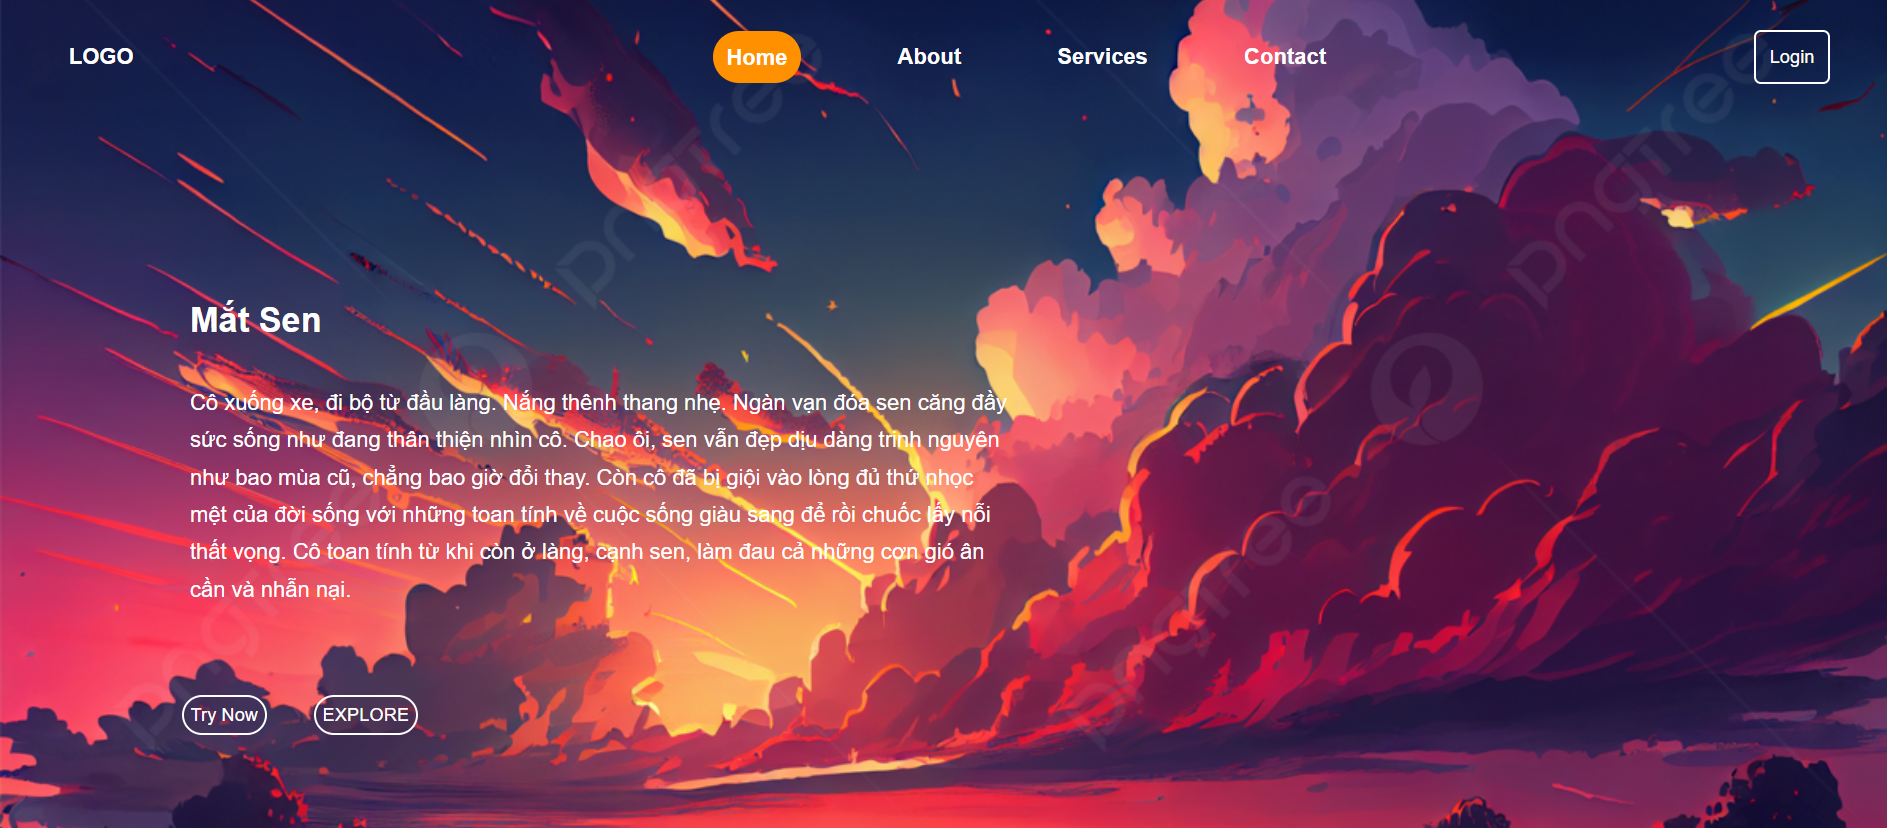 LOGO
Home
About
Services
Contact
Login
Mắt Sen
Cô xuống xe, đi bộ từ đầu làng. Nắng thênh thang nhẹ. Ngàn vạn đóa sen căng đầy
sức sống như đang thân thiện nhìn cô. Chao ôi, sen vẫn đẹp dịu dàng trinh nguyên
như bao mùa cũ, chẳng bao giờ đổi thay. Còn cô đã bị giội vào lòng đủ thứ nhọc
mệt của đời sống với những toan tính về cuộc sống giàu sang để rồi chuốc lấy nỗi
thất vọng. Cô toan tính từ khi còn ở làng, cạnh sen, làm đau cả những cơn gió ân
cần và nhẫn nại.
Try Now
EXPLORE
pngtree
pngtree
pngtree
pngtree